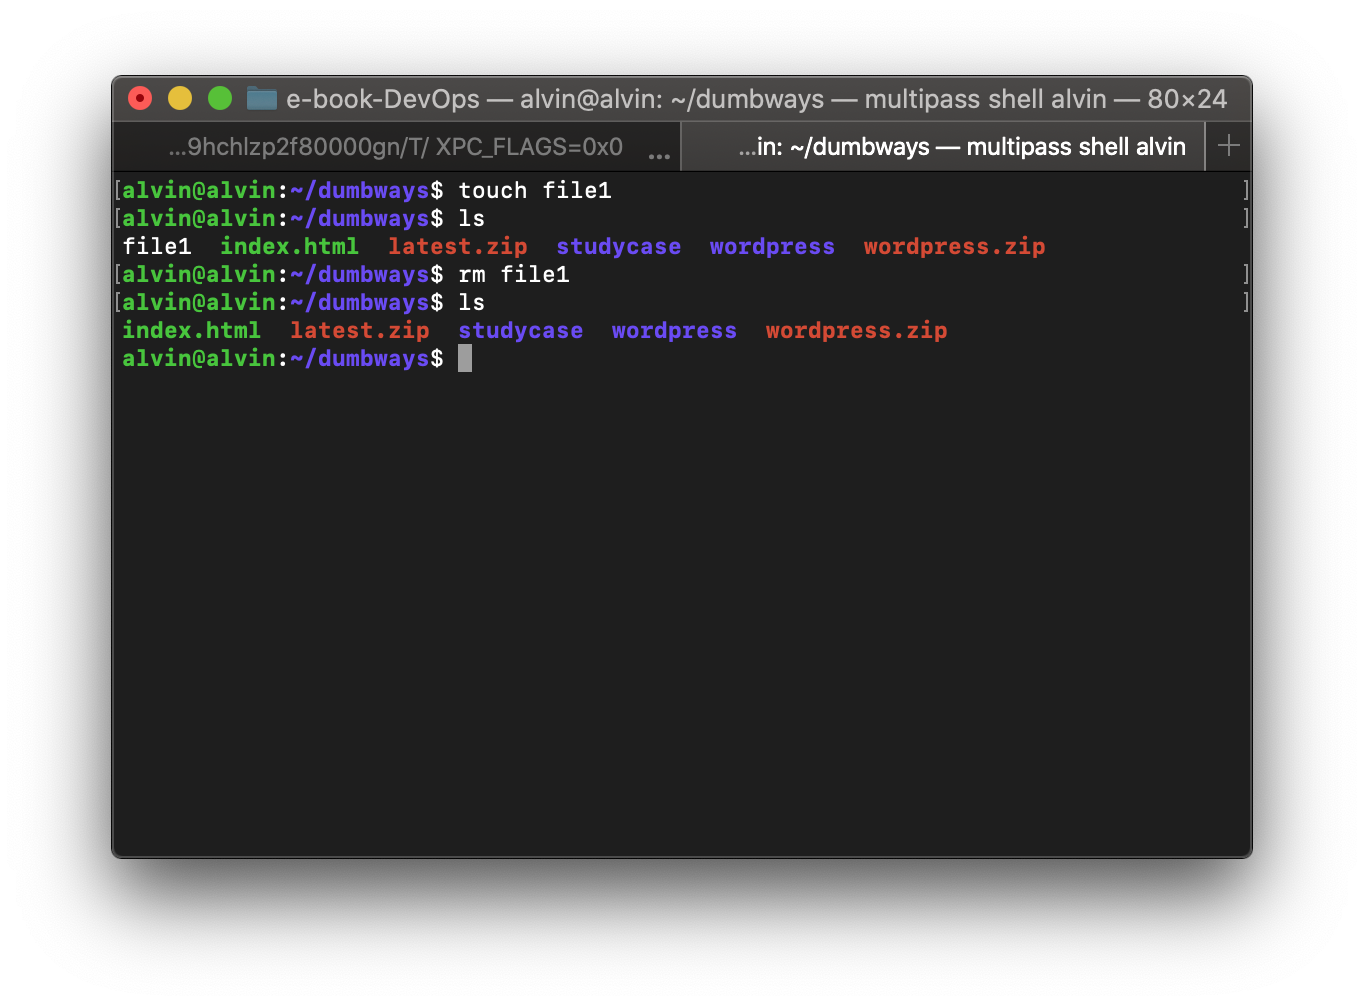 e-book-DevOps — alvin@alvin: ~/dumbways — multipass shell alvin — 80×24
...9hchlzp2f80000gn/T/ XPC_FLAGS=0x0 ...
...in: ~/dumbways — multipass shell alvin +
[alvin@alvin:~/dumbways$ touch file1 ]
[alvin@alvin:~/dumbways$ ls ]
file1 index.html latest.zip studycase wordpress wordpress.zip
[alvin@alvin:~/dumbways$ rm file1 ]
[alvin@alvin:~/dumbways$ ls ]
index.html latest.zip studycase wordpress wordpress.zip
alvin@alvin:~/dumbways$